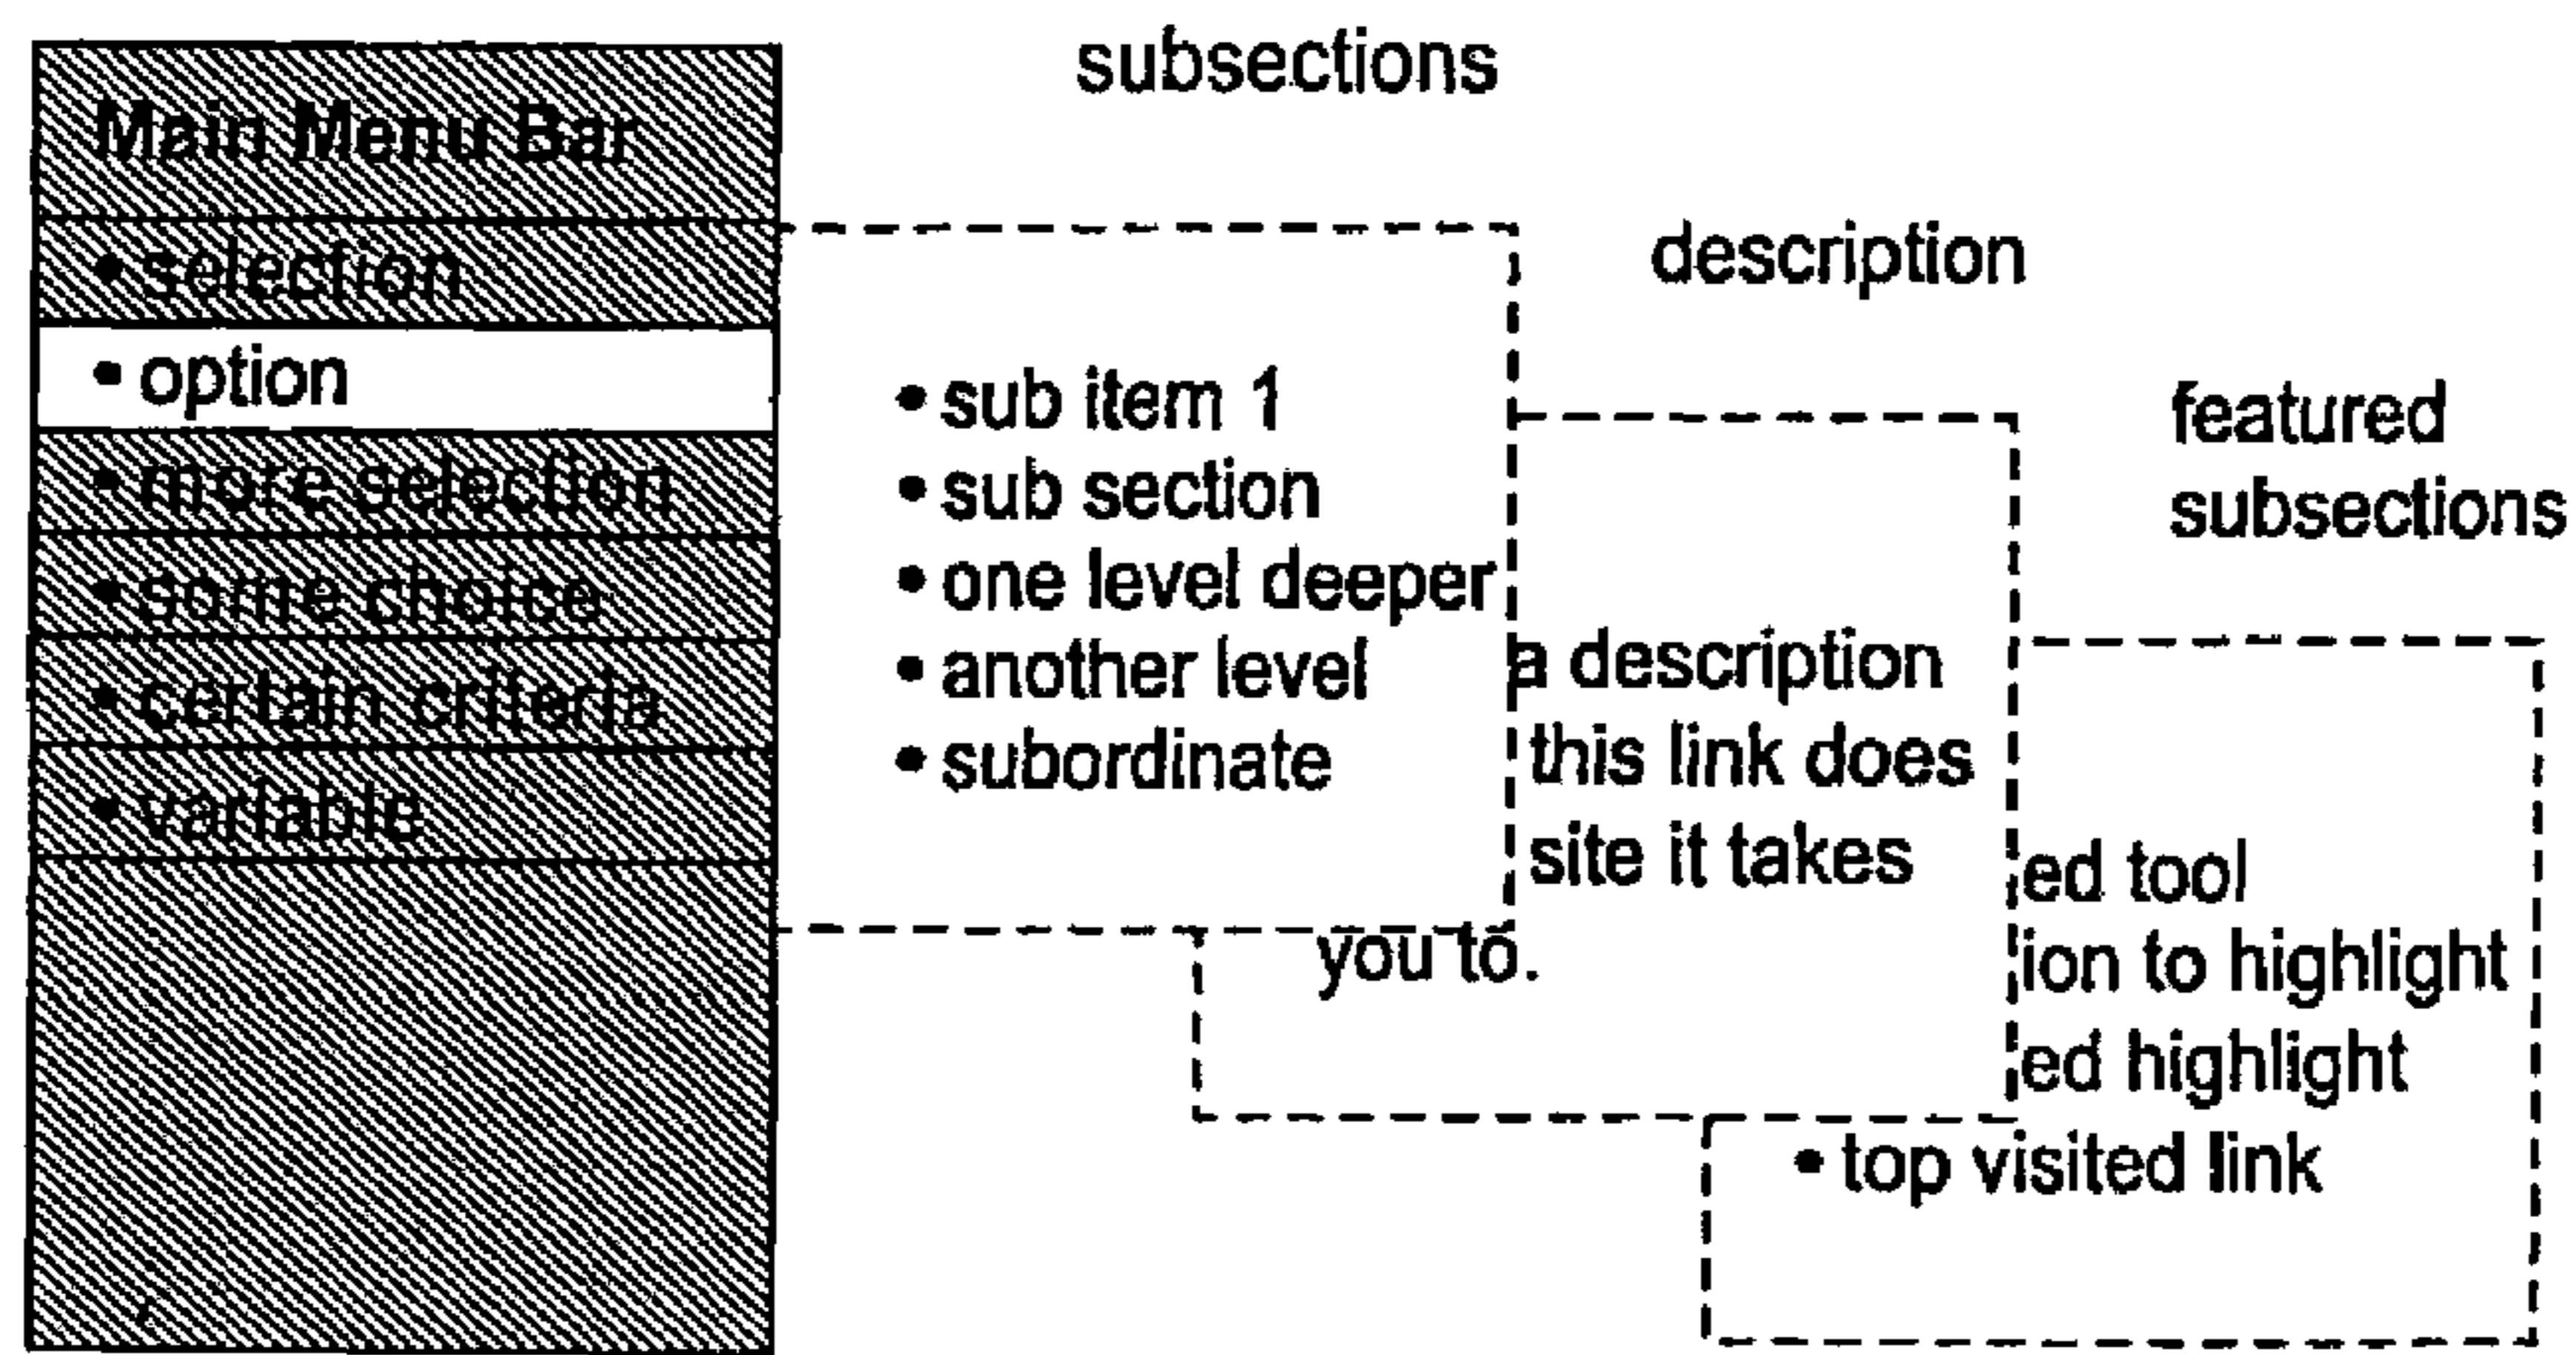 Main Menu Bar
• selection
• option
• more selection
• some choice
• certain criteria
• variable
subsections
• sub item 1
• sub section
• one level deeper
• another level
• subordinate
description
a description
this link does
site it takes
you to.
featured
subsections
ed tool
ion to highlight
ed highlight
• top visited link